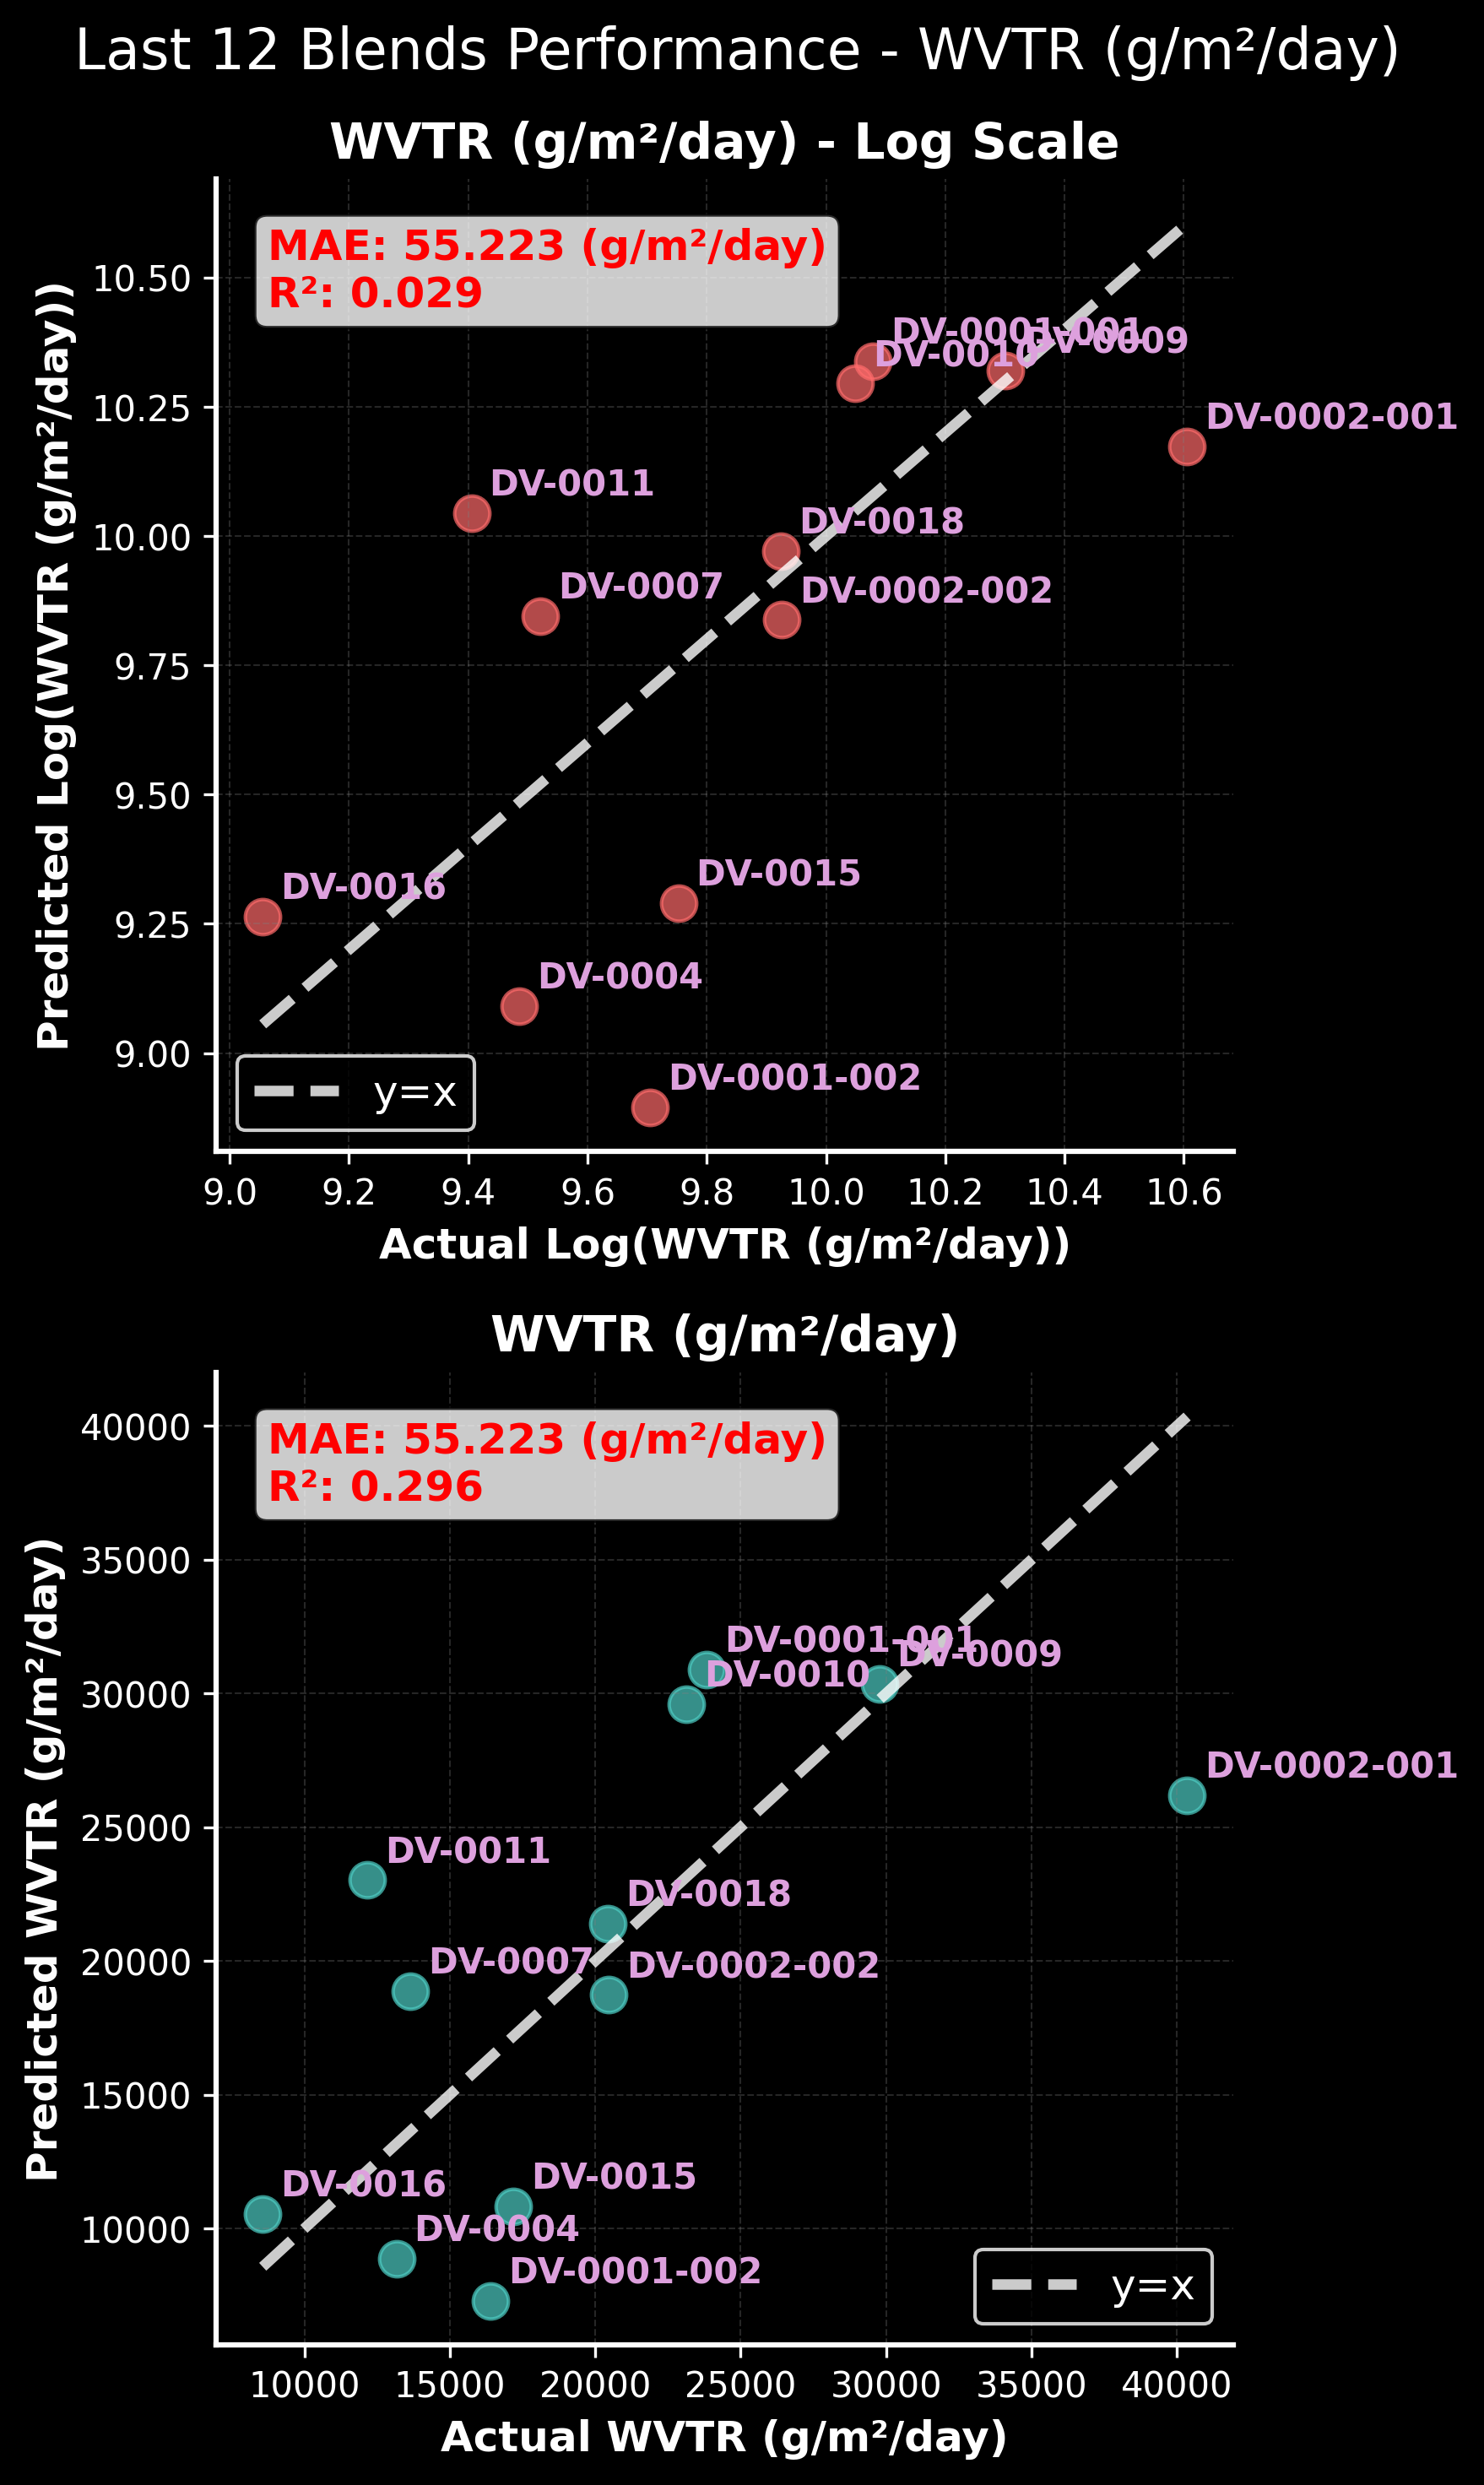 Last 12 Blends Performance - WVTR (g/m²/day)
WVTR (g/m²/day) - Log Scale
MAE: 55.223 (g/m²/day)
R²: 0.029
Predicted Log(WVTR (g/m²/day))
10.50
10.25
10.00
9.75
9.50
9.25
9.00
DV-0001-001
DV-0010
DV-0009
DV-0002-001
DV-0011
DV-0018
DV-0007
DV-0002-002
DV-0015
DV-0016
DV-0004
DV-0001-002
y=x
9.0 9.2 9.4 9.6 9.8 10.0 10.2 10.4 10.6
Actual Log(WVTR (g/m²/day))
WVTR (g/m²/day)
MAE: 55.223 (g/m²/day)
R²: 0.296
Predicted WVTR (g/m²/day)
40000
35000
30000
25000
20000
15000
10000
DV-0001-001
DV-0009
DV-0010
DV-0002-001
DV-0011
DV-0018
DV-0007
DV-0002-002
DV-0015
DV-0016
DV-0004
DV-0001-002
y=x
10000 15000 20000 25000 30000 35000 40000
Actual WVTR (g/m²/day)